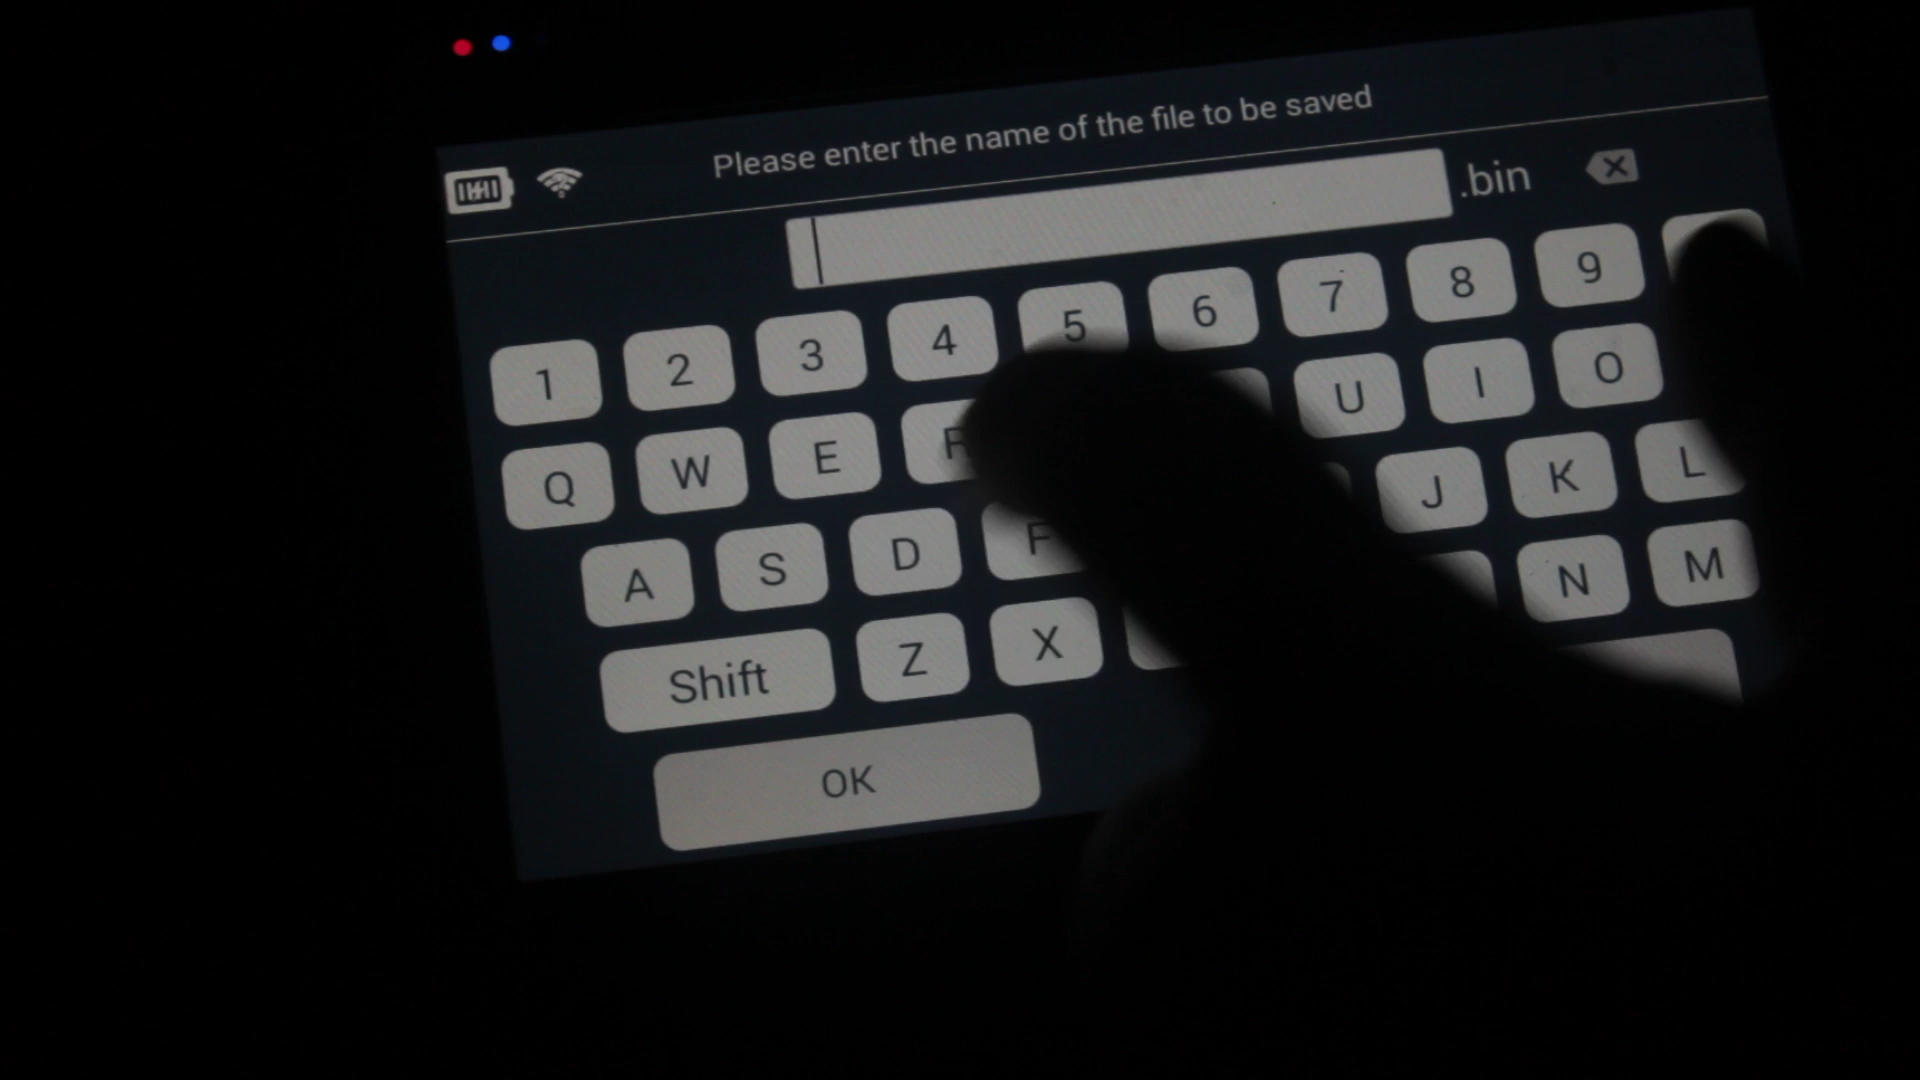 Please enter the name of the file to be saved
.bin
1 2 3 4 5 6 7 8 9
Q W E R U I O
A S D F J K L
Shift Z X N M
OK